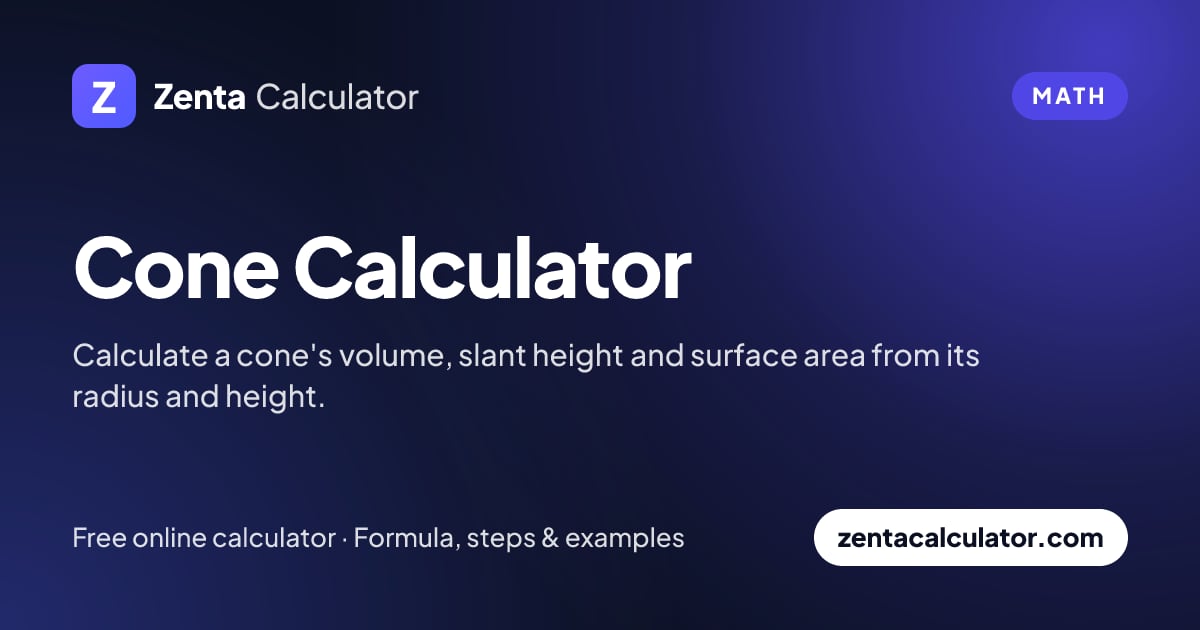 Z Zenta Calculator
MATH
Cone Calculator
Calculate a cone's volume, slant height and surface area from its
radius and height.
Free online calculator · Formula, steps & examples
zentacalculator.com